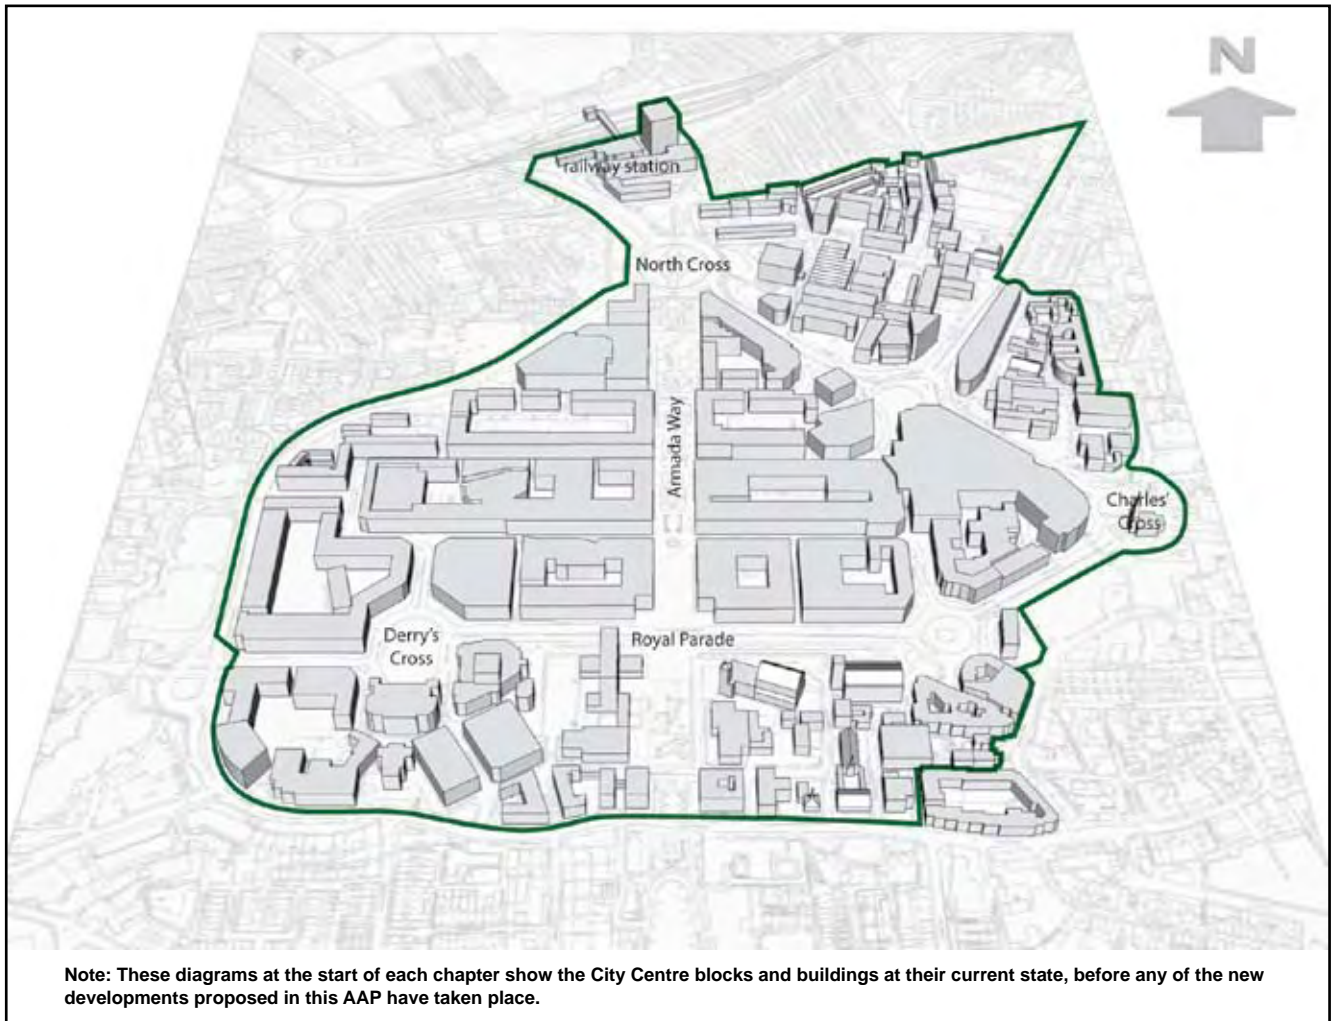 N
railway station
North Cross
Armada Way
Charles'
Cross
Derry's
Cross
Royal Parade
Note: These diagrams at the start of each chapter show the City Centre blocks and buildings at their current state, before any of the new
developments proposed in this AAP have taken place.